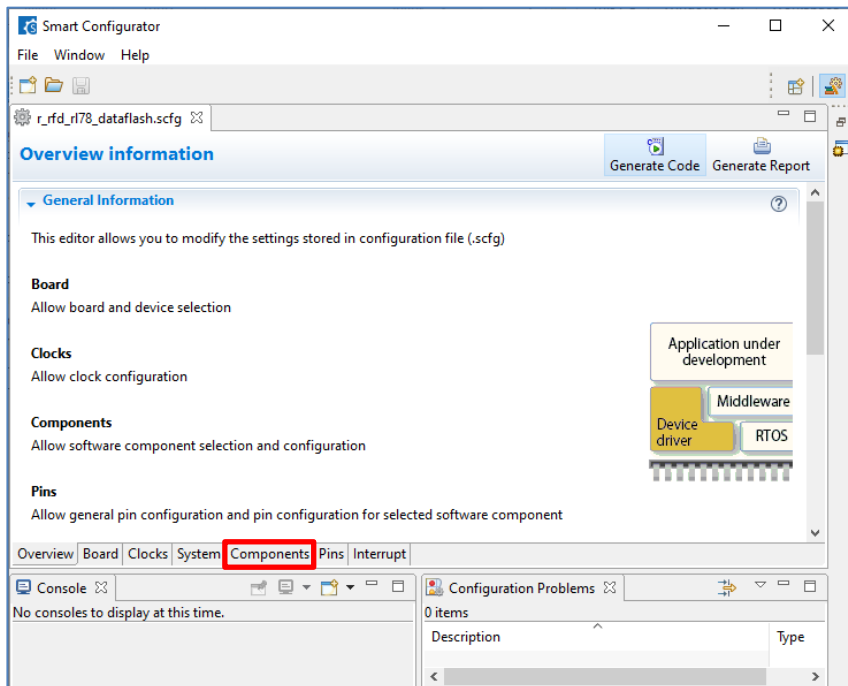 Smart Configurator
File Window Help
r_rfd_rl78_dataflash.scfg
Overview information
Generate Code Generate Report
General Information
This editor allows you to modify the settings stored in configuration file (.scfg)
Board
Allow board and device selection
Clocks
Allow clock configuration
Components
Allow software component selection and configuration
Pins
Allow general pin configuration and pin configuration for selected software component
Application under
development
Middleware
Device
driver
RTOS
Overview Board Clocks System Components Pins Interrupt
Console
No consoles to display at this time.
Configuration Problems
0 items
Description Type